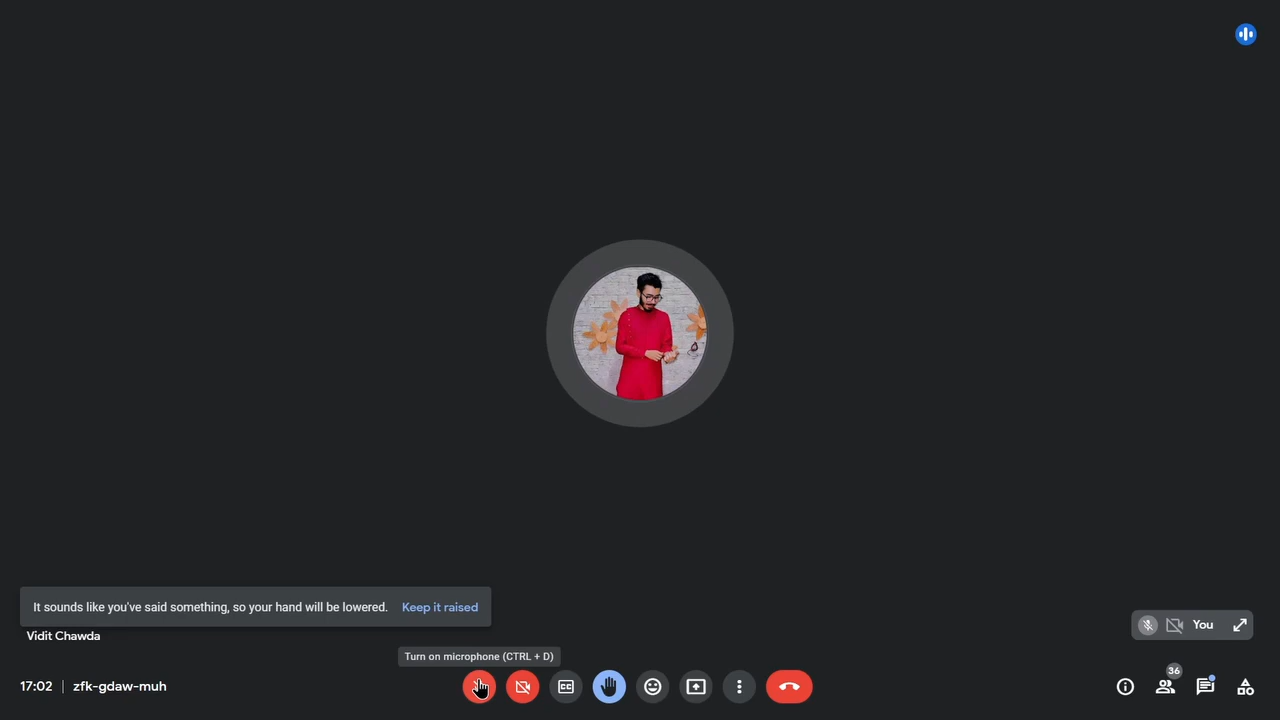 It sounds like you've said something, so your hand will be lowered. Keep it raised
Vidit Chawda
You
Turn on microphone (CTRL + D)
36
17:02 | zfk-gdaw-muh